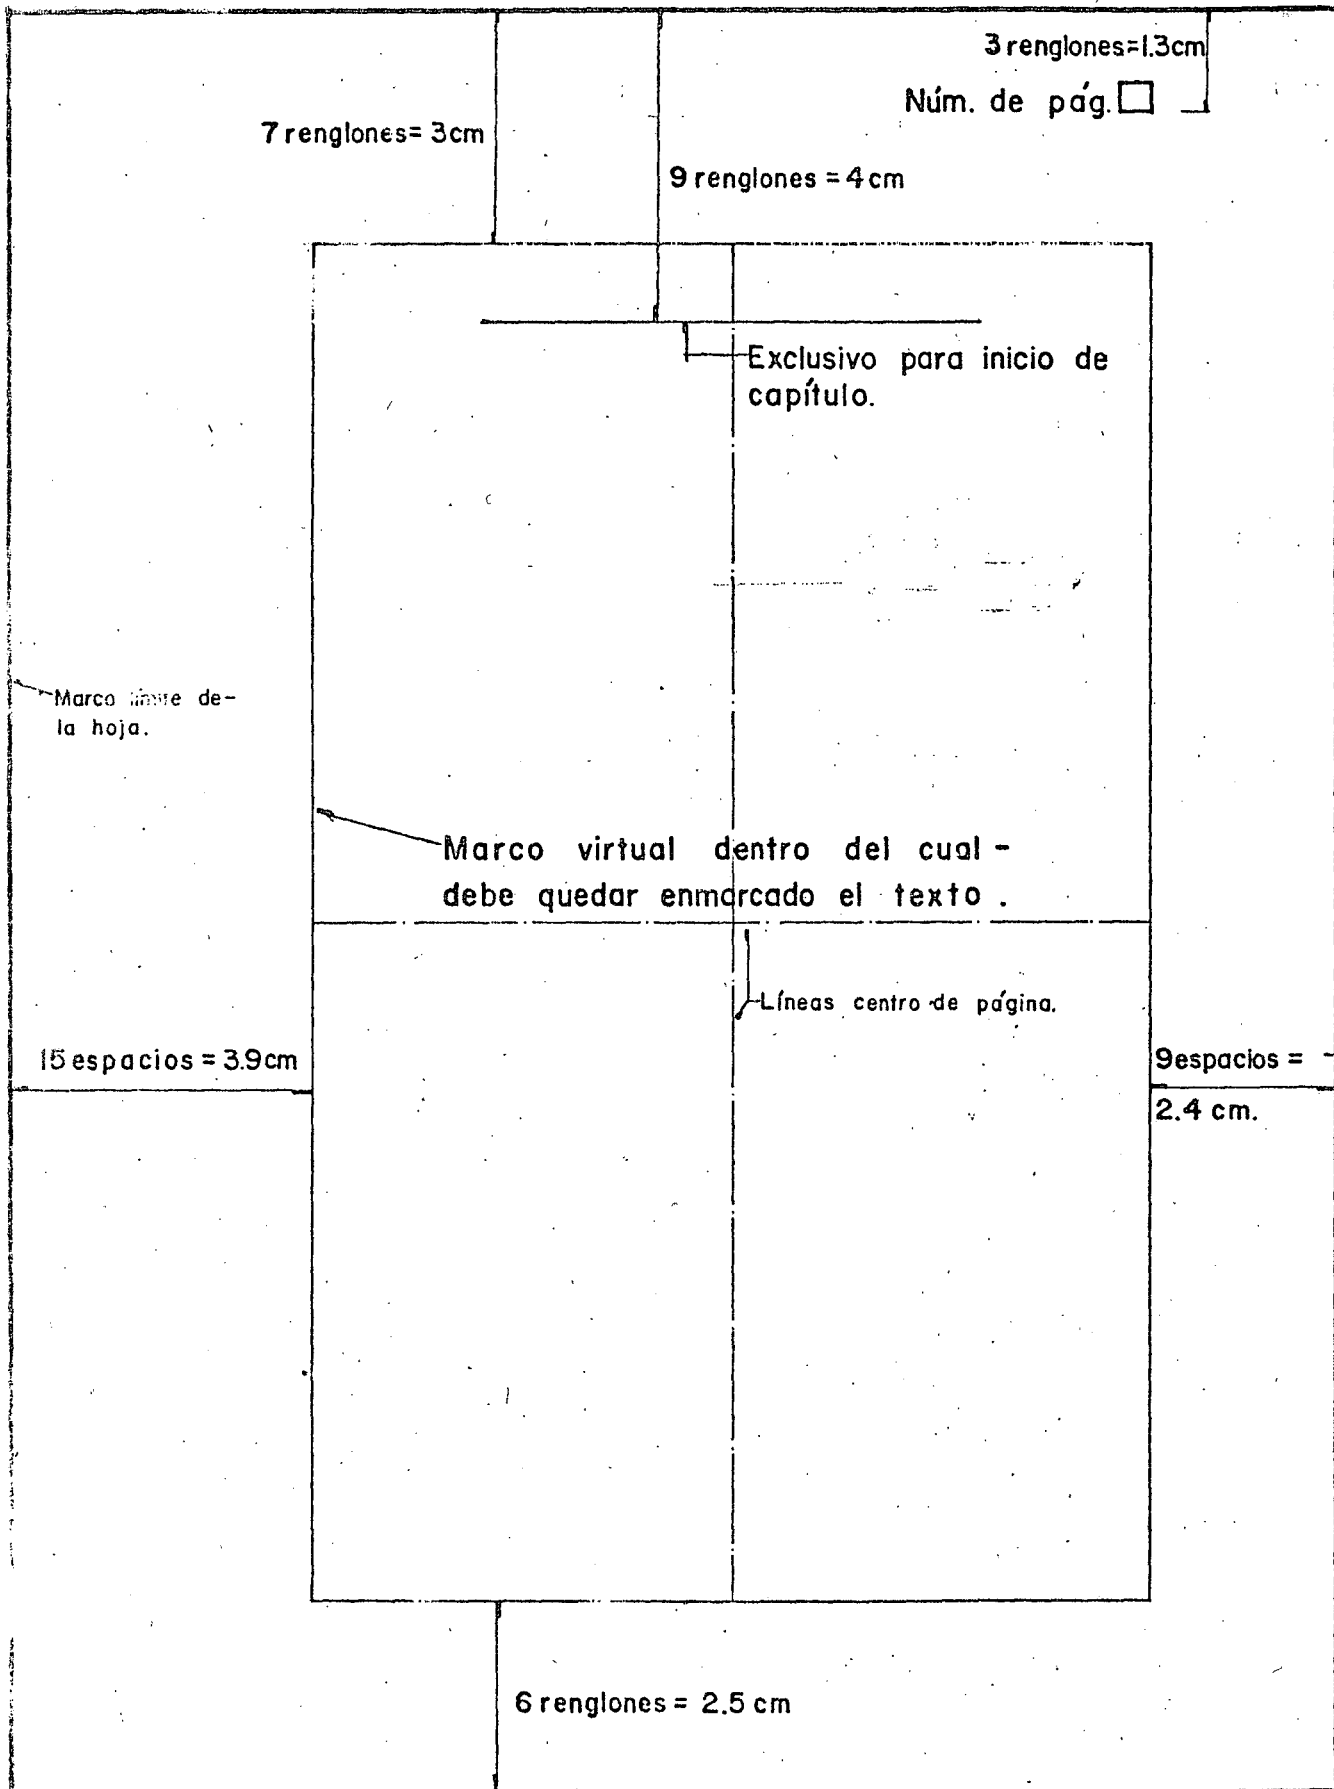 3 renglones=1.3cm
Núm. de pág.
7 renglones= 3cm
9 renglones = 4cm
Exclusivo para inicio de
capítulo.
Marco de-
la hoja.
Marco virtual dentro del cual -
debe quedar enmarcado el texto .
Líneas centro de página.
15 espacios = 3.9cm
9espacios = -
2.4 cm.
6 renglones = 2.5 cm